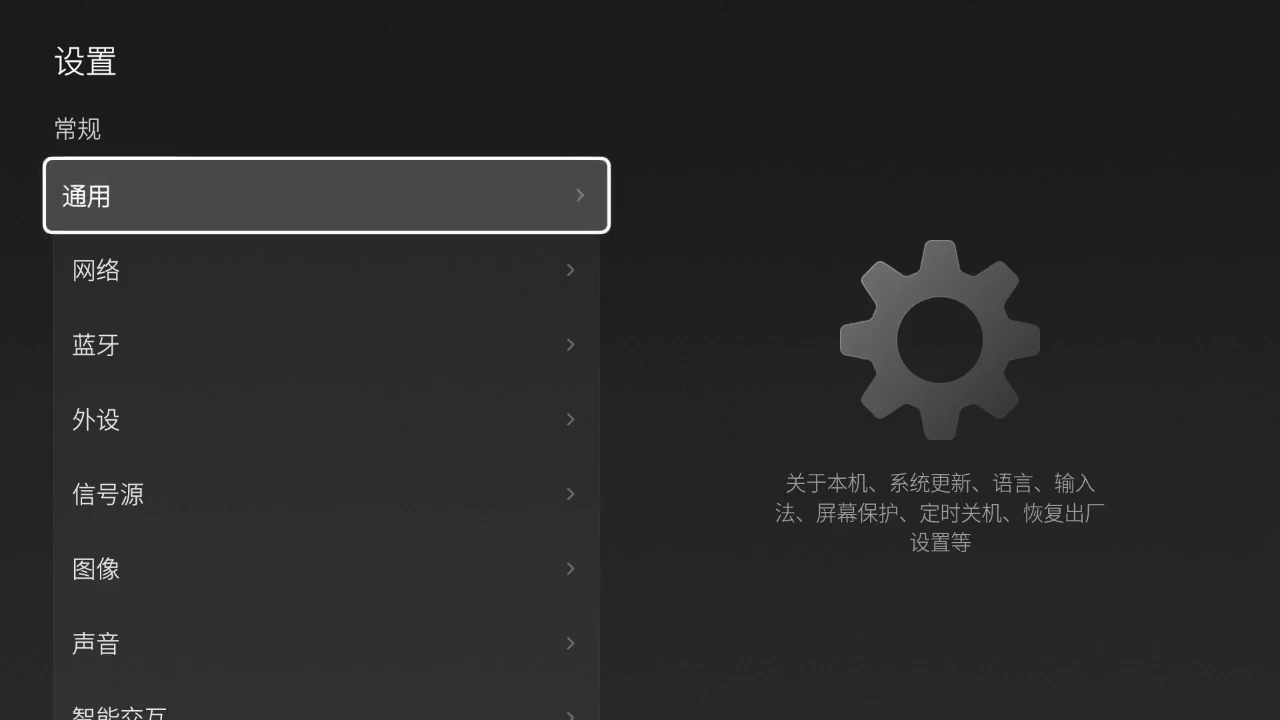 设置
常规
通用
网络
蓝牙
外设
信号源
图像
声音
智能交互
关于本机、系统更新、语言、输入
法、屏幕保护、定时关机、恢复出厂
设置等